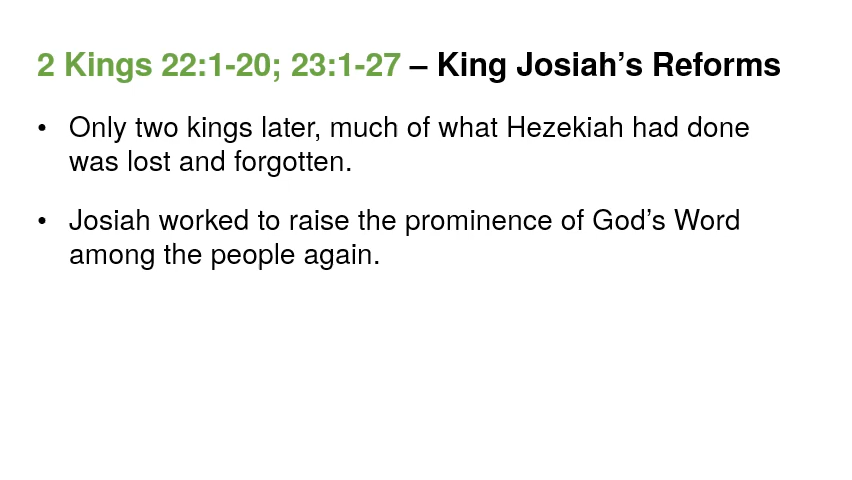 2 Kings 22:1-20; 23:1-27 – King Josiah’s Reforms
• Only two kings later, much of what Hezekiah had done
was lost and forgotten.
• Josiah worked to raise the prominence of God’s Word
among the people again.